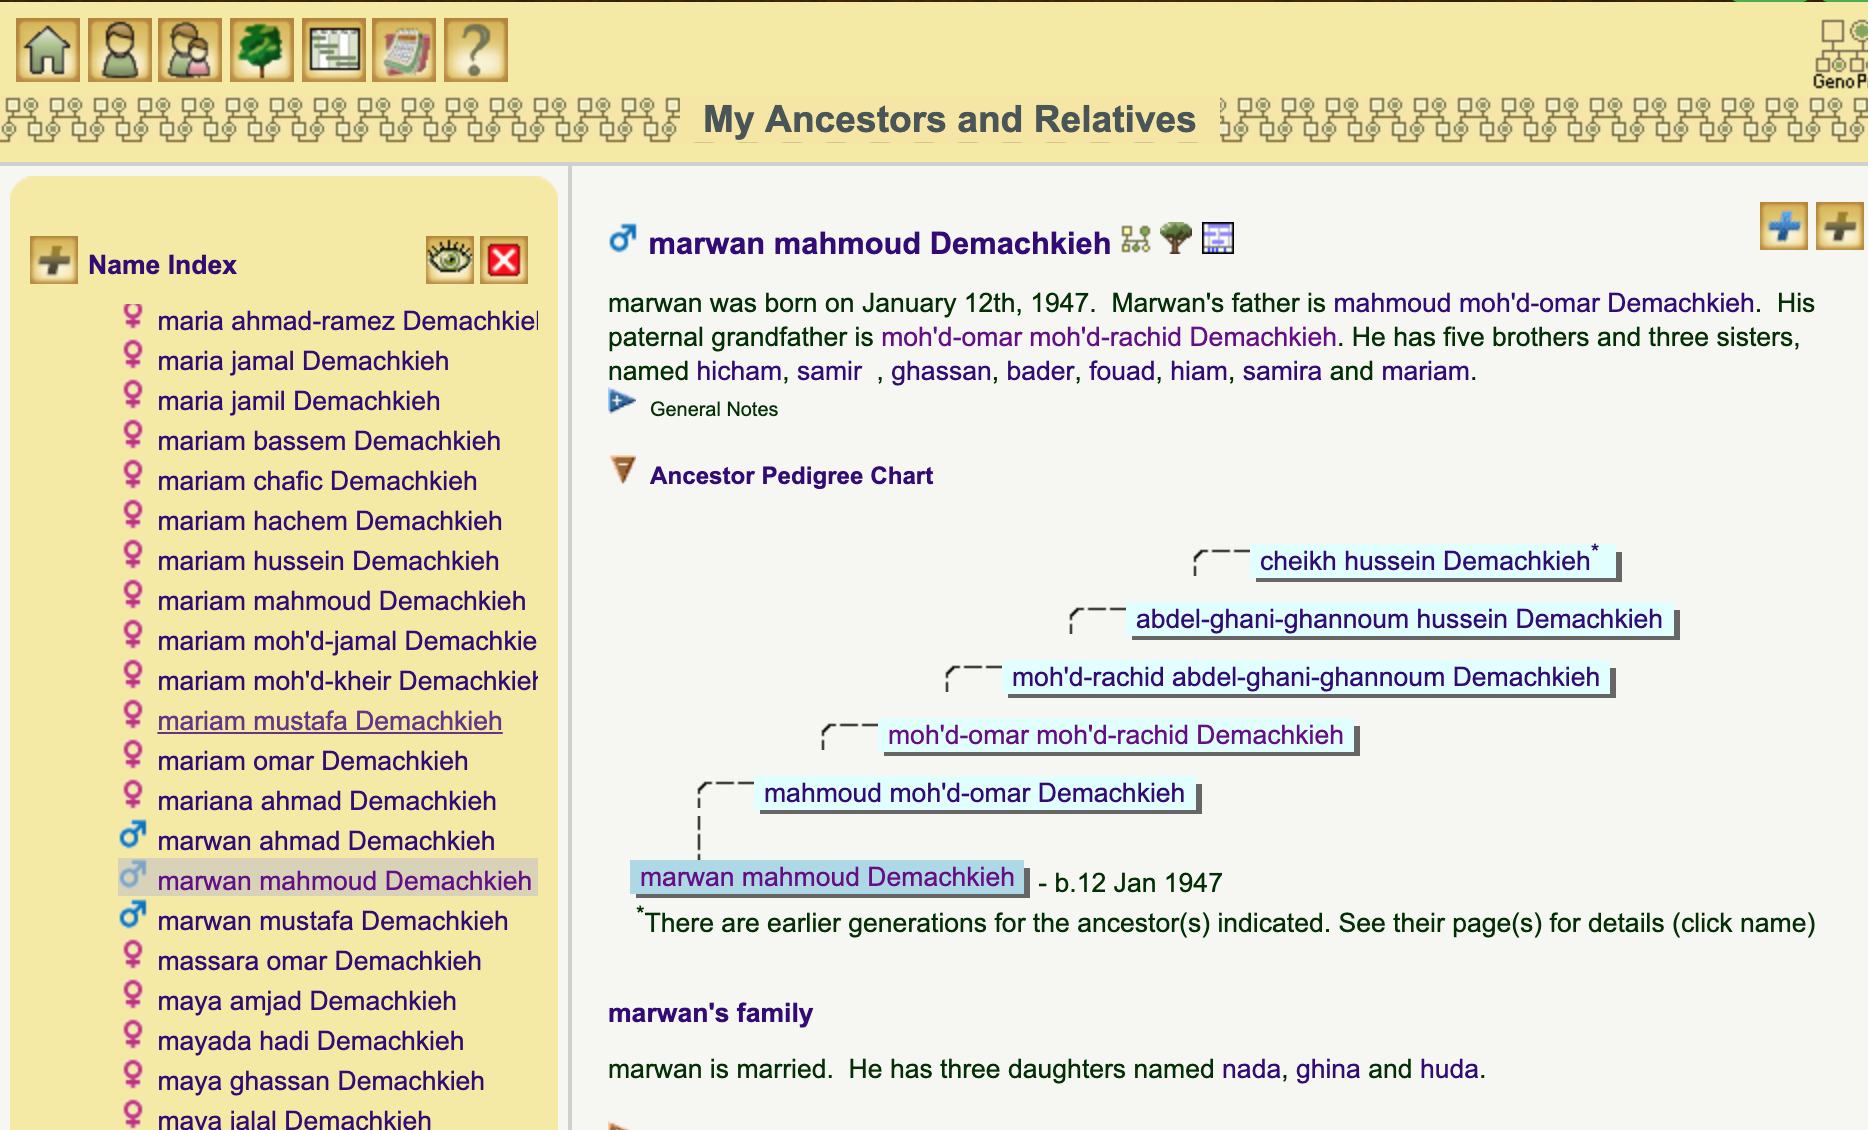 GenoP
My Ancestors and Relatives
Name Index
maria ahmad-ramez Demachkieh
maria jamal Demachkieh
maria jamil Demachkieh
mariam bassem Demachkieh
mariam chafic Demachkieh
mariam hachem Demachkieh
mariam hussein Demachkieh
mariam mahmoud Demachkieh
mariam moh'd-jamal Demachkie
mariam moh'd-kheir Demachkieh
mariam mustafa Demachkieh
mariam omar Demachkieh
mariana ahmad Demachkieh
marwan ahmad Demachkieh
marwan mahmoud Demachkieh
marwan mustafa Demachkieh
massara omar Demachkieh
maya amjad Demachkieh
mayada hadi Demachkieh
maya ghassan Demachkieh
maya jalal Demachkieh
marwan mahmoud Demachkieh
marwan was born on January 12th, 1947.  Marwan's father is mahmoud moh'd-omar Demachkieh.  His
paternal grandfather is moh'd-omar moh'd-rachid Demachkieh. He has five brothers and three sisters,
named hicham, samir  , ghassan, bader, fouad, hiam, samira and mariam.
General Notes
Ancestor Pedigree Chart
cheikh hussein Demachkieh*
abdel-ghani-ghannoum hussein Demachkieh
moh'd-rachid abdel-ghani-ghannoum Demachkieh
moh'd-omar moh'd-rachid Demachkieh
mahmoud moh'd-omar Demachkieh
marwan mahmoud Demachkieh - b.12 Jan 1947
*There are earlier generations for the ancestor(s) indicated. See their page(s) for details (click name)
marwan's family
marwan is married.  He has three daughters named nada, ghina and huda.